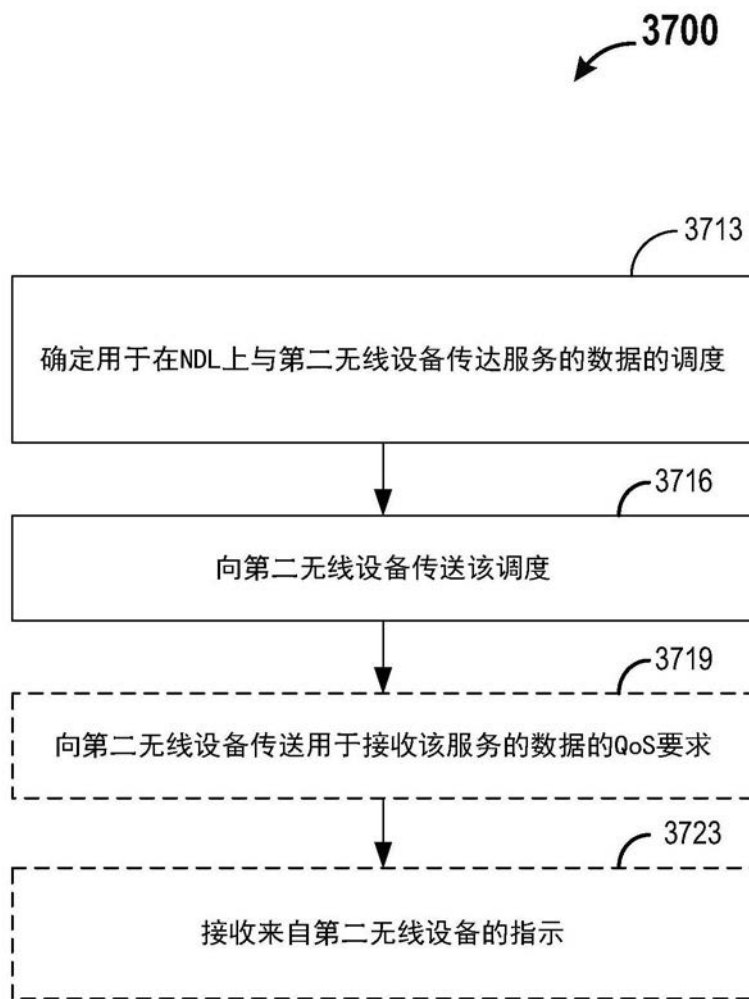 3700
3713
确定用于在NDL上与第二无线设备传达服务的数据的调度
3716
向第二无线设备传送该调度
3719
向第二无线设备传送用于接收该服务的数据的QoS要求
3723
接收来自第二无线设备的指示